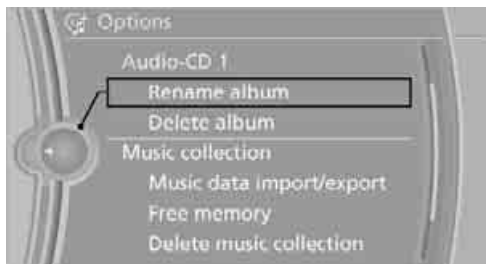 Options
Audio-CD 1
Rename album
Delete album
Music collection
Music data import/export
Free memory
Delete music collection